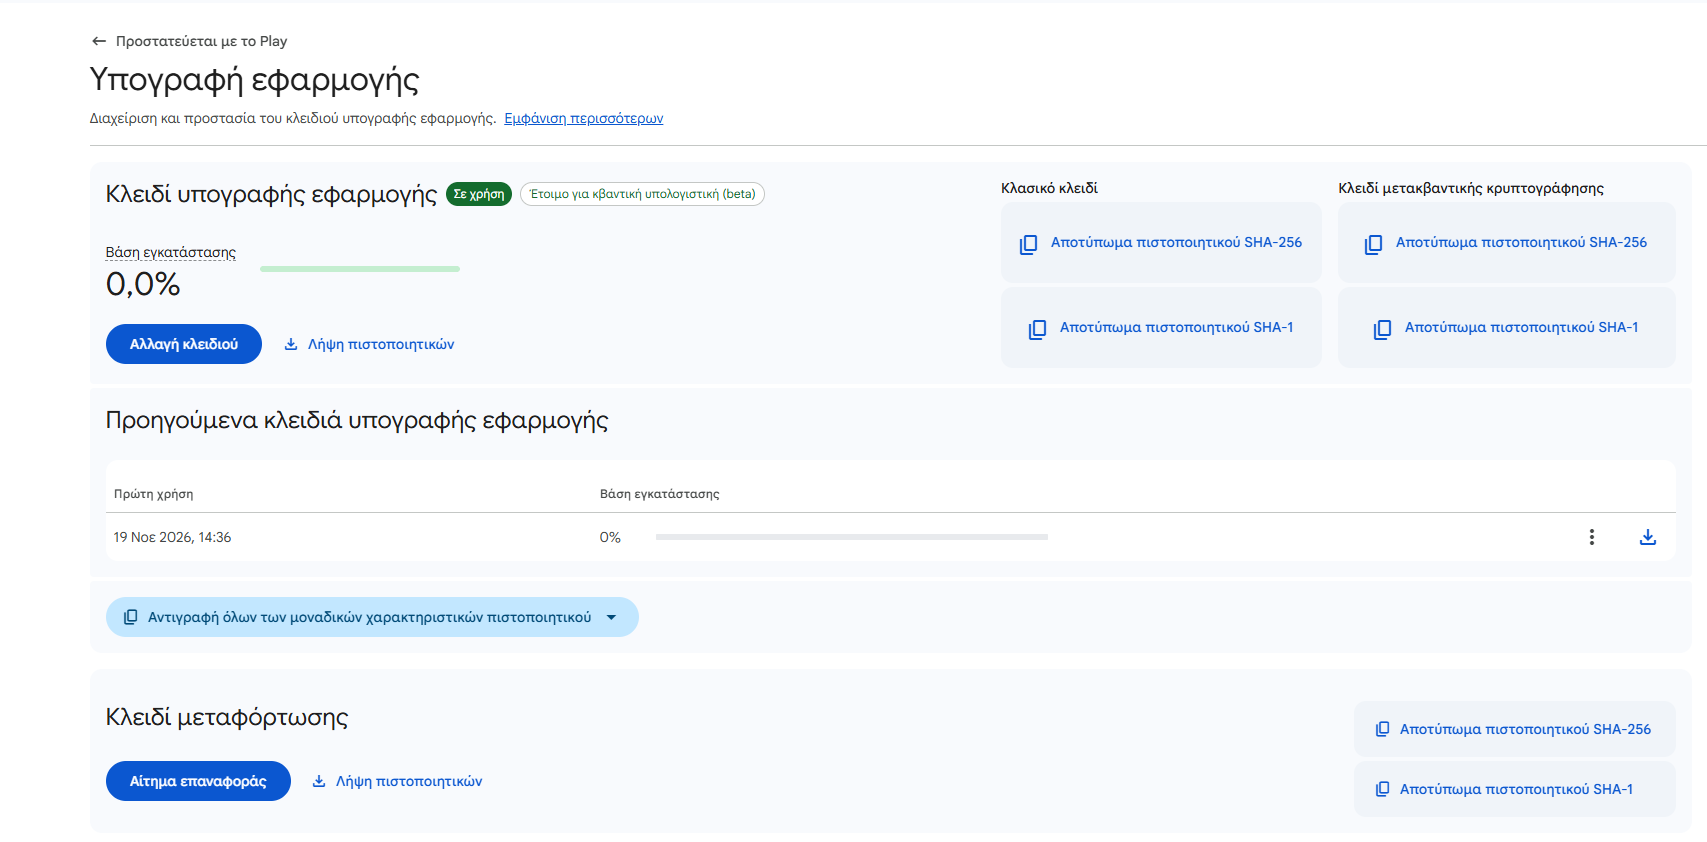 Προστατεύεται με το Play
Υπογραφή εφαρμογής
Διαχείριση και προστασία του κλειδιού υπογραφής εφαρμογής. Εμφάνιση περισσότερων
Κλειδί υπογραφής εφαρμογής Σε χρήση Έτοιμο για κβαντική υπολογιστική (beta)
Βάση εγκατάστασης
0,0%
Αλλαγή κλειδιού Λήψη πιστοποιητικών
Κλασικό κλειδί
Αποτύπωμα πιστοποιητικού SHA-256
Αποτύπωμα πιστοποιητικού SHA-1
Κλειδί μετακβαντικής κρυπτογράφησης
Αποτύπωμα πιστοποιητικού SHA-256
Αποτύπωμα πιστοποιητικού SHA-1
Προηγούμενα κλειδιά υπογραφής εφαρμογής
Πρώτη χρήση Βάση εγκατάστασης
19 Νοε 2026, 14:36 0%
Αντιγραφή όλων των μοναδικών χαρακτηριστικών πιστοποιητικού
Κλειδί μεταφόρτωσης
Αίτημα επαναφοράς Λήψη πιστοποιητικών
Αποτύπωμα πιστοποιητικού SHA-256
Αποτύπωμα πιστοποιητικού SHA-1